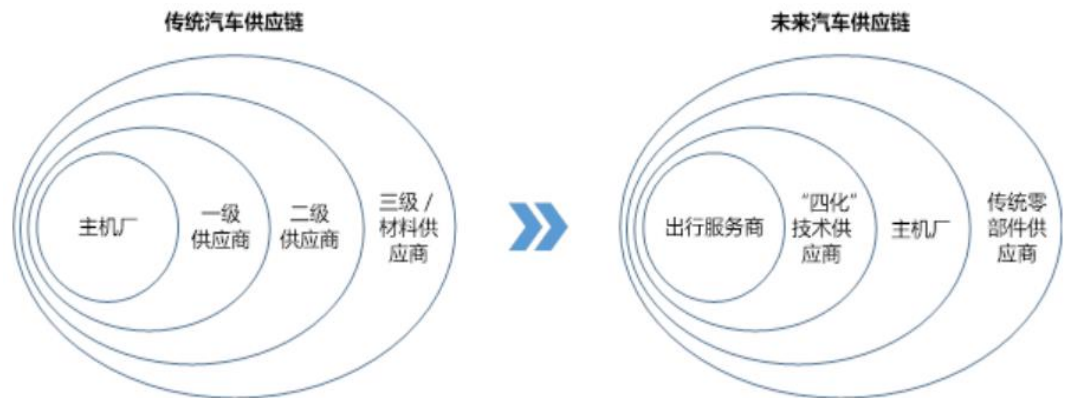 传统汽车供应链
未来汽车供应链
主机厂
一级
供应商
二级
供应商
三级 /
材料供
应商
出行服务商
“四化”
技术供
应商
主机厂
传统零
部件供
应商